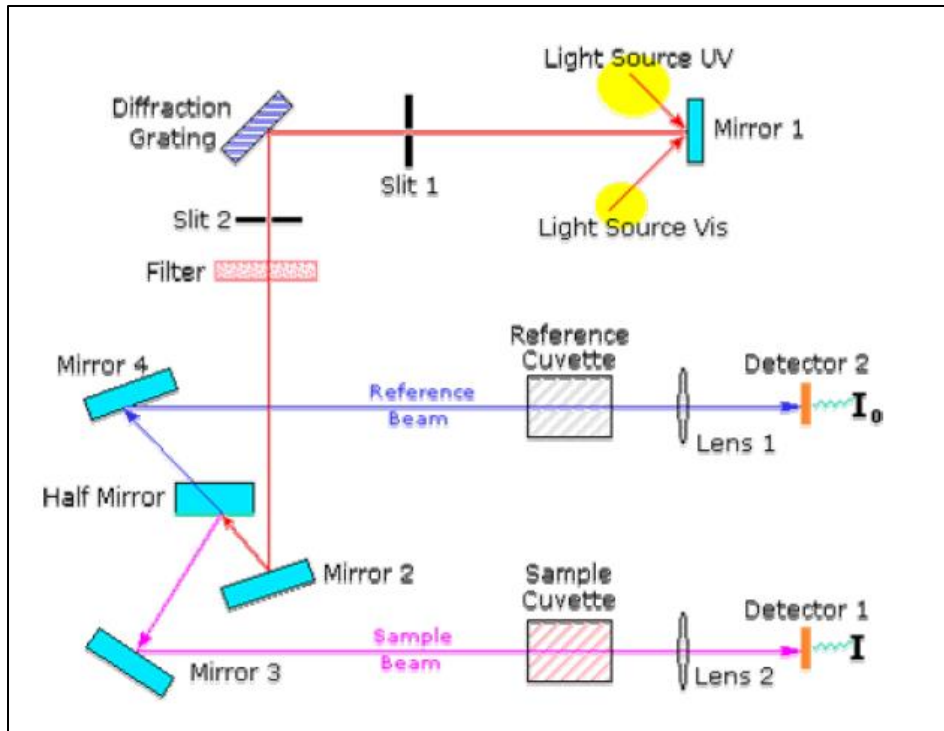 Light Source UV
Diffraction
Grating
Mirror 1
Slit 1
Slit 2
Light Source Vis
Filter
Reference
Cuvette
Mirror 4
Detector 2
Reference
Beam
I₀
Lens 1
Half Mirror
Mirror 2
Sample
Cuvette
Detector 1
Sample
Beam
I
Mirror 3
Lens 2